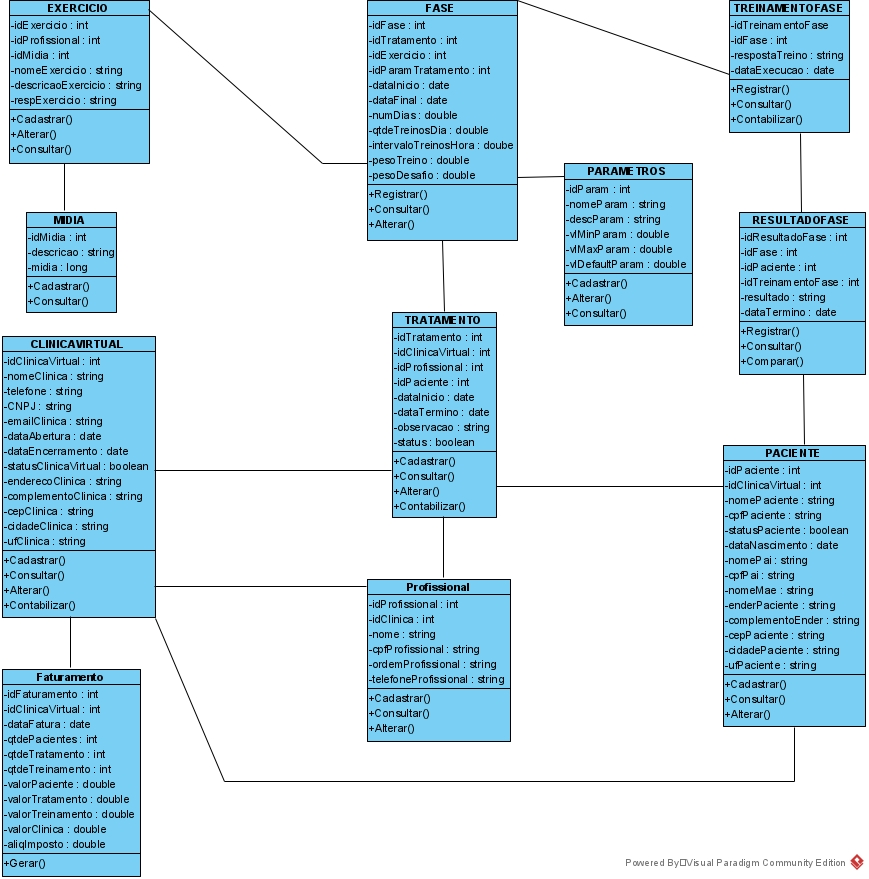 EXERCICIO
-idExercicio : int
-idProfissional : int
-idMidia : int
-nomeExercicio : string
-descricaoExercicio : string
-respExercicio : string
+Cadastrar()
+Alterar()
+Consultar()
FASE
-idFase : int
-idTratamento : int
-idExercicio : int
-idParamTratamento : int
-dataInicio : date
-dataFinal : date
-numDias : double
-qtdeTreinosDia : double
-intervaloTreinosHora : doube
-pesoTreino : double
-pesoDesafio : double
+Registrar()
+Consultar()
+Alterar()
TREINAMENTOFASE
-idTreinamentoFase
-idFase : int
-respostaTreino : string
-dataExecucao : date
+Registrar()
+Consultar()
+Contabilizar()
PARAMETROS
-idParam : int
-nomeParam : string
-descParam : string
-vlMinParam : double
-vlMaxParam : double
-vlDefaultParam : double
+Cadastrar()
+Alterar()
+Consultar()
MIDIA
-idMidia : int
-descricao : string
-midia : long
+Cadastrar()
+Consultar()
RESULTADOFASE
-idResultadoFase : int
-idFase : int
-idPaciente : int
-idTreinamentoFase : int
-resultado : string
-dataTermino : date
+Registrar()
+Consultar()
+Comparar()
TRATAMENTO
-idTratamento : int
-idClinicaVirtual : int
-idProfissional : int
-idPaciente : int
-dataInicio : date
-dataTermino : date
-observacao : string
-status : boolean
+Cadastrar()
+Consultar()
+Alterar()
+Contabilizar()
CLINICAVIRTUAL
-idClinicaVirtual : int
-nomeClinica : string
-telefone : string
-CNPJ : string
-emailClinica : string
-dataAbertura : date
-dataEncerramento : date
-statusClinicaVirtual : boolean
-enderecoClinica : string
-complementoClinica : string
-cepClinica : string
-cidadeClinica : string
-ufClinica : string
+Cadastrar()
+Consultar()
+Alterar()
+Contabilizar()
PACIENTE
-idPaciente : int
-idClinicaVirtual : int
-nomePaciente : string
-cpfPaciente : string
-statusPaciente : boolean
-dataNascimento : date
-nomePai : string
-cpfPai : string
-nomeMae : string
-enderPaciente : string
-complementoEnder : string
-cepPaciente : string
-cidadePaciente : string
-ufPaciente : string
+Cadastrar()
+Consultar()
+Alterar()
Profissional
-idProfissional : int
-idClinica : int
-nome : string
-cpfProfissional : string
-ordemProfissional : string
-telefoneProfissional : string
+Cadastrar()
+Consultar()
+Alterar()
Faturamento
-idFaturamento : int
-idClinicaVirtual : int
-dataFatura : date
-qtdePacientes : int
-qtdeTratamento : int
-qtdeTreinamento : int
-valorPaciente : double
-valorTratamento : double
-valorTreinamento : double
-valorClinica : double
-aliqImposto : double
+Gerar()
Powered By□Visual Paradigm Community Edition